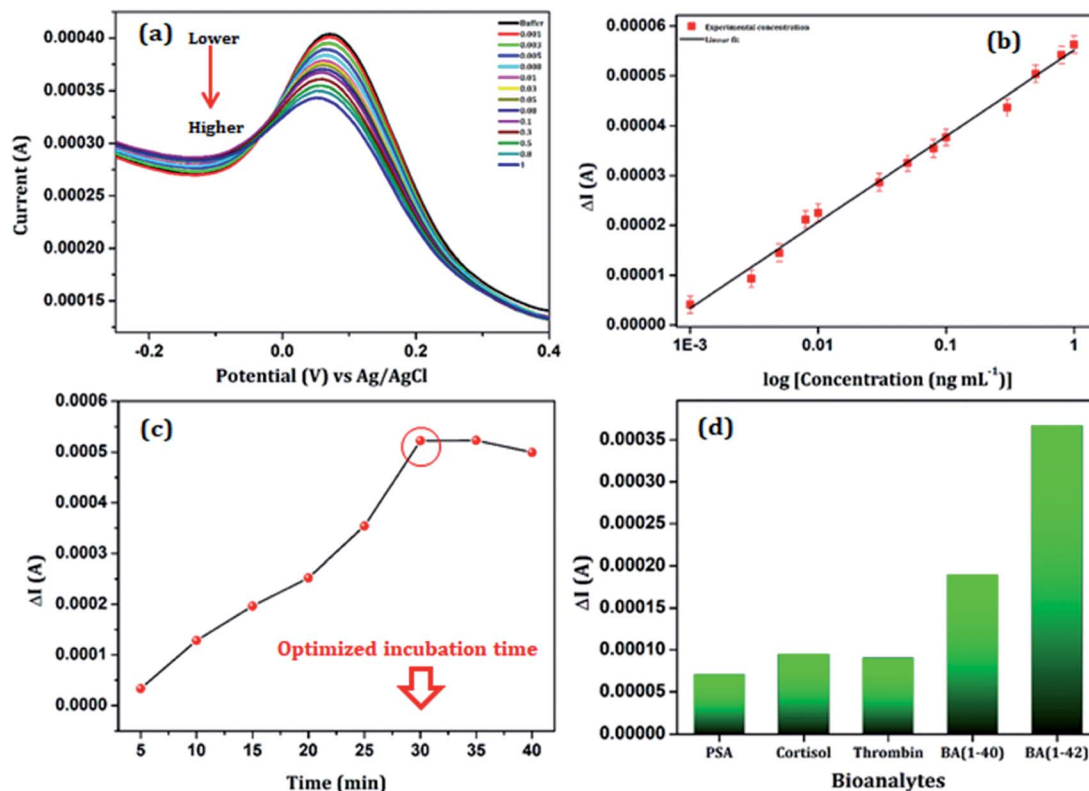 (a)
Lower
Higher
Buffer
0.001
0.003
0.005
0.008
0.01
0.03
0.05
0.08
0.1
0.3
0.5
0.8
1
0.00040
0.00035
0.00030
0.00025
0.00020
0.00015
Current (A)
-0.2
0.0
0.2
0.4
Potential (V) vs Ag/AgCl
(b)
Experimental concentration
Linear fit
0.00006
0.00005
0.00004
0.00003
0.00002
0.00001
0.00000
ΔI (A)
1E-3
0.01
0.1
1
log [Concentration (ng mL⁻¹)]
(c)
0.0006
0.0005
0.0004
0.0003
0.0002
0.0001
0.0000
ΔI (A)
Optimized incubation time
5
10
15
20
25
30
35
40
Time (min)
(d)
0.00035
0.00030
0.00025
0.00020
0.00015
0.00010
0.00005
0.00000
ΔI (A)
PSA
Cortisol
Thrombin
BA(1-40)
BA(1-42)
Bioanalytes